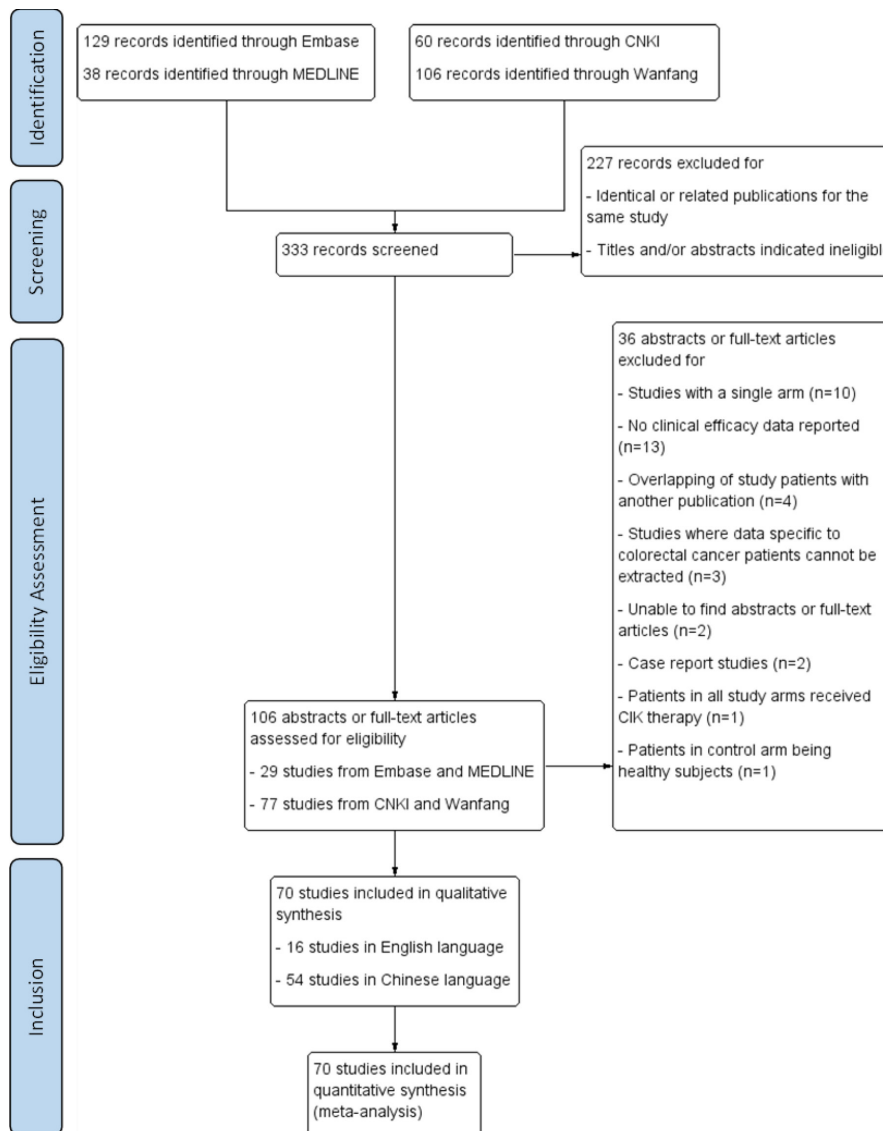 Identification
129 records identified through Embase
38 records identified through MEDLINE
60 records identified through CNKI
106 records identified through Wanfang
227 records excluded for
- Identical or related publications for the
same study
- Titles and/or abstracts indicated ineligibl
Screening
333 records screened
36 abstracts or full-text articles
excluded for
- Studies with a single arm (n=10)
- No clinical efficacy data reported
(n=13)
- Overlapping of study patients with
another publication (n=4)
- Studies where data specific to
colorectal cancer patients cannot be
extracted (n=3)
- Unable to find abstracts or full-text
articles (n=2)
- Case report studies (n=2)
- Patients in all study arms received
CIK therapy (n=1)
- Patients in control arm being
healthy subjects (n=1)
Eligibility Assessment
106 abstracts or full-text articles
assessed for eligibility
- 29 studies from Embase and MEDLINE
- 77 studies from CNKI and Wanfang
Inclusion
70 studies included in qualitative
synthesis
- 16 studies in English language
- 54 studies in Chinese language
70 studies included in
quantitative synthesis
(meta-analysis)